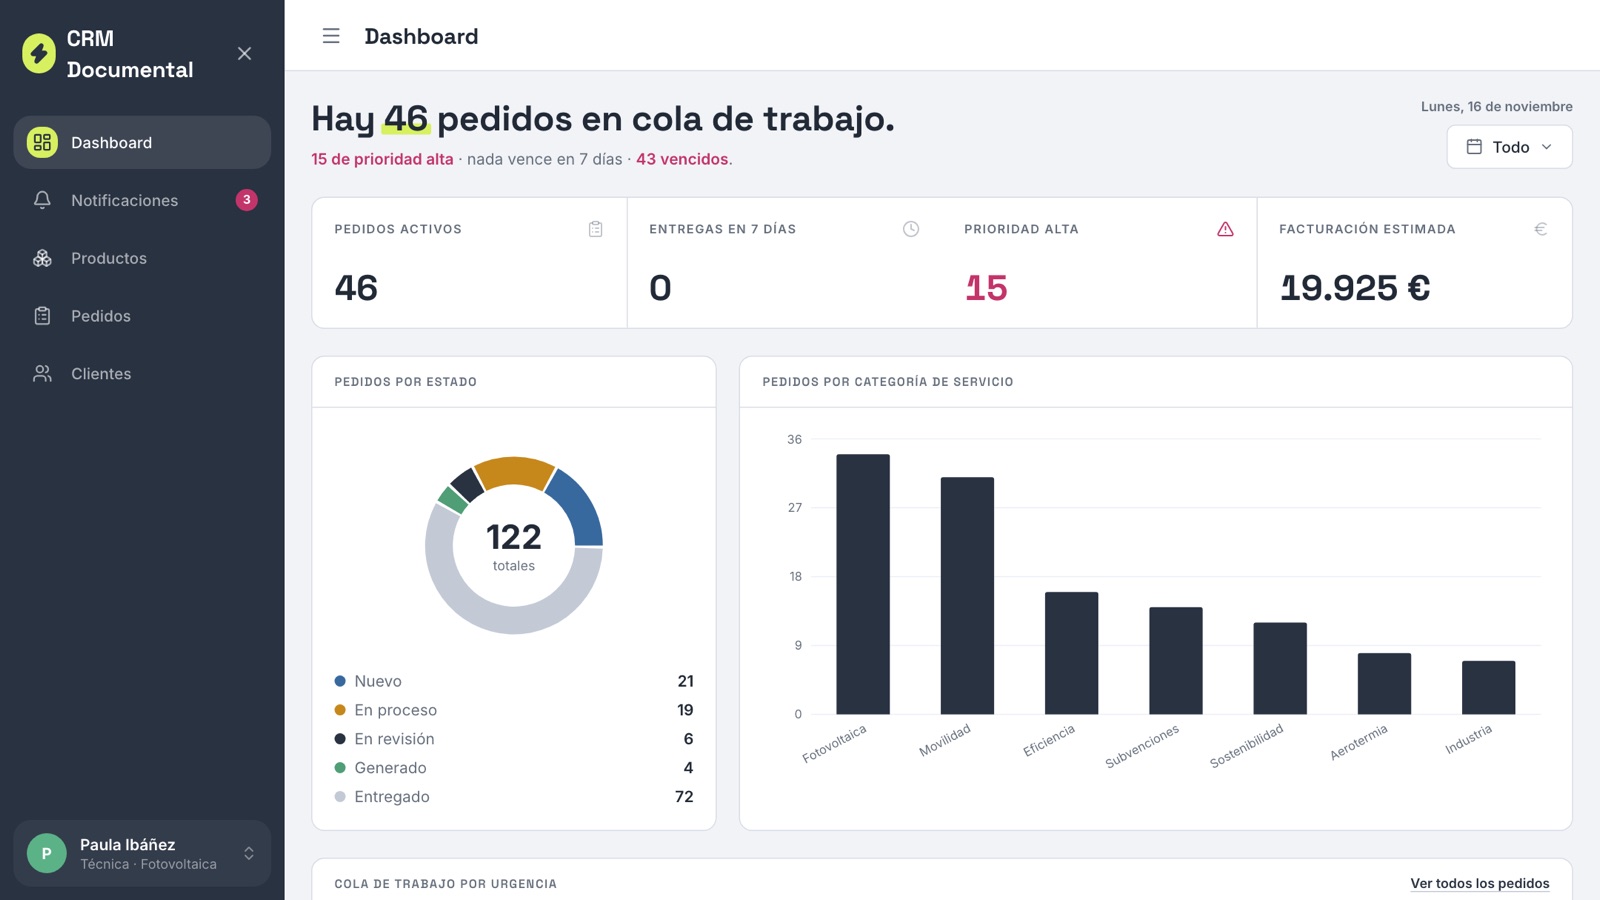 CRM
Documental
Dashboard
Notificaciones 3
Productos
Pedidos
Clientes
P
Paula Ibáñez
Técnica · Fotovoltaica
Dashboard
Hay 46 pedidos en cola de trabajo.
15 de prioridad alta · nada vence en 7 días · 43 vencidos.
Lunes, 16 de noviembre
Todo
PEDIDOS ACTIVOS
46
ENTREGAS EN 7 DÍAS
0
PRIORIDAD ALTA
15
FACTURACIÓN ESTIMADA
€
19.925 €
PEDIDOS POR ESTADO
122
totales
Nuevo 21
En proceso 19
En revisión 6
Generado 4
Entregado 72
PEDIDOS POR CATEGORÍA DE SERVICIO
36
27
18
9
0
Fotovoltaica
Movilidad
Eficiencia
Subvenciones
Sostenibilidad
Aerotermia
Industria
COLA DE TRABAJO POR URGENCIA
Ver todos los pedidos